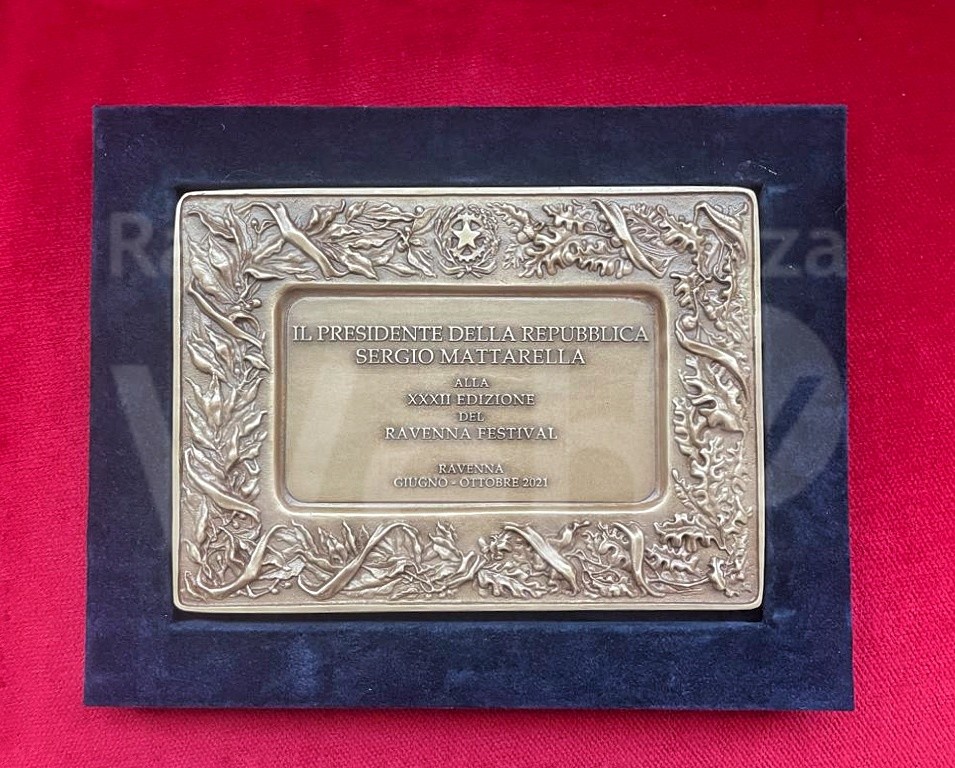 IL PRESIDENTE DELLA REPUBBLICA
SERGIO MATTARELLA
ALLA
XXXII EDIZIONE
DEL
RAVENNA FESTIVAL
RAVENNA
GIUGNO - OTTOBRE 2021